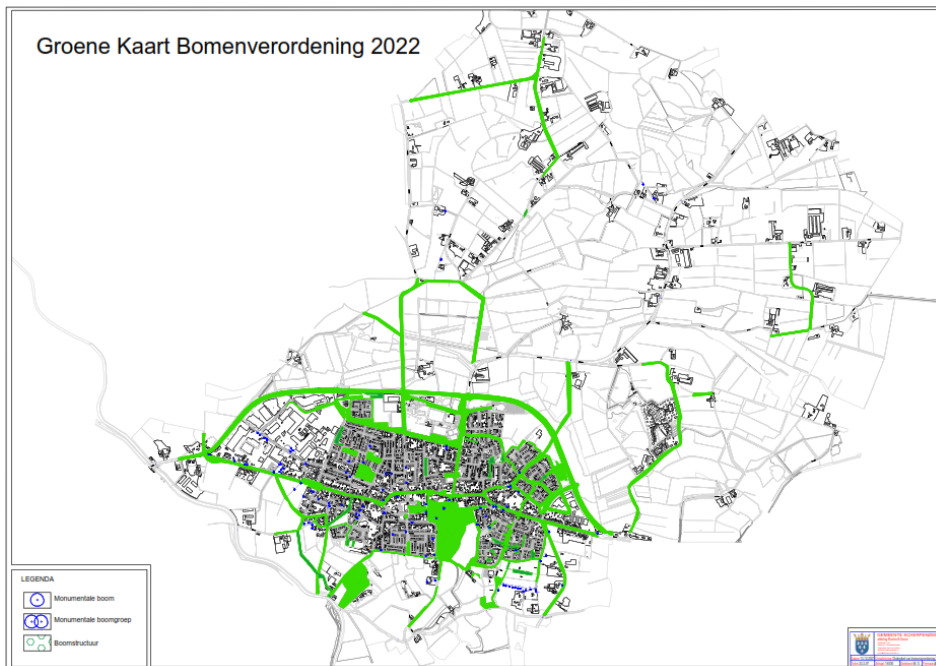 Groene Kaart Bomenverordening 2022
LEGENDA
Monumentale boom
Monumentale boomgroep
Boomstructuur